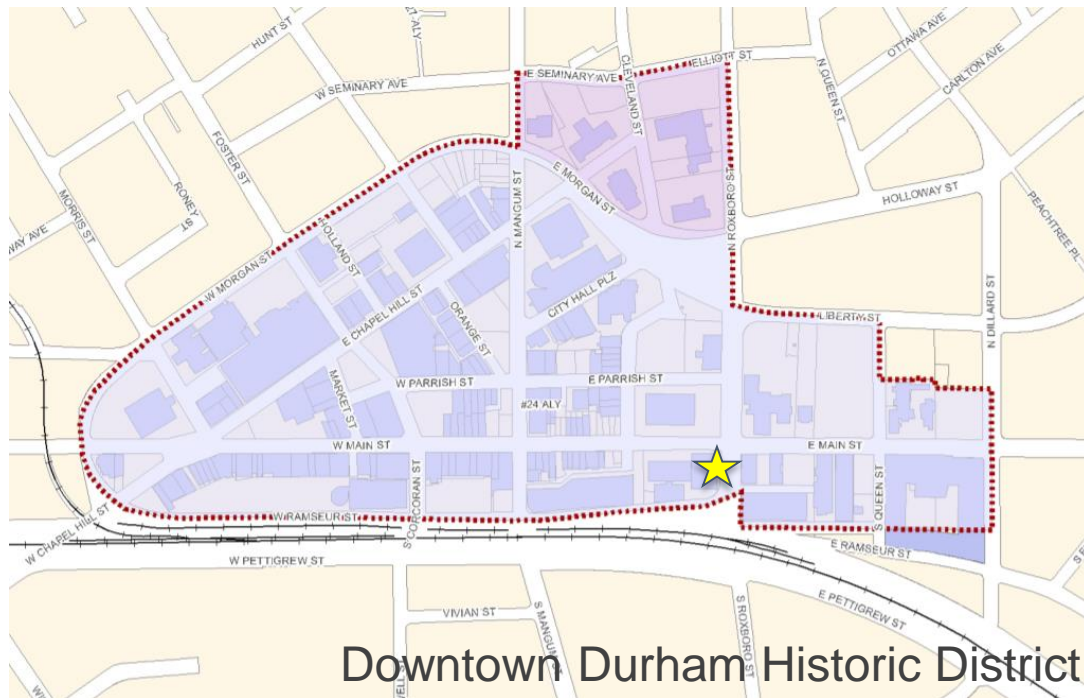 HUNT ST
#27 ALY
W SEMINARY AVE
E SEMINARY AVE
CLEVELAND ST
ELLIOTT ST
N QUEEN ST
OTTAWA AVE
CARLTON AVE
FOSTER ST
RONEY ST
MORRIS ST
WAY AVE
HOLLAND ST
W MORGAN ST
N MANGUM ST
E MORGAN ST
N ROXBORO ST
HOLLOWAY ST
PEACHTREE PL
E CHAPEL HILL ST
ORANGE ST
CITY HALL PLZ
LIBERTY ST
N DILLARD ST
MARKET ST
W PARRISH ST
E PARRISH ST
#24 ALY
W MAIN ST
E MAIN ST
S CORCORAN ST
S QUEEN ST
W CHAPEL HILL ST
W RAMSEUR ST
E RAMSEUR ST
W PETTIGREW ST
E PETTIGREW ST
VIVIAN ST
S MANGUM ST
S ROXBORO ST
Downtown Durham Historic District